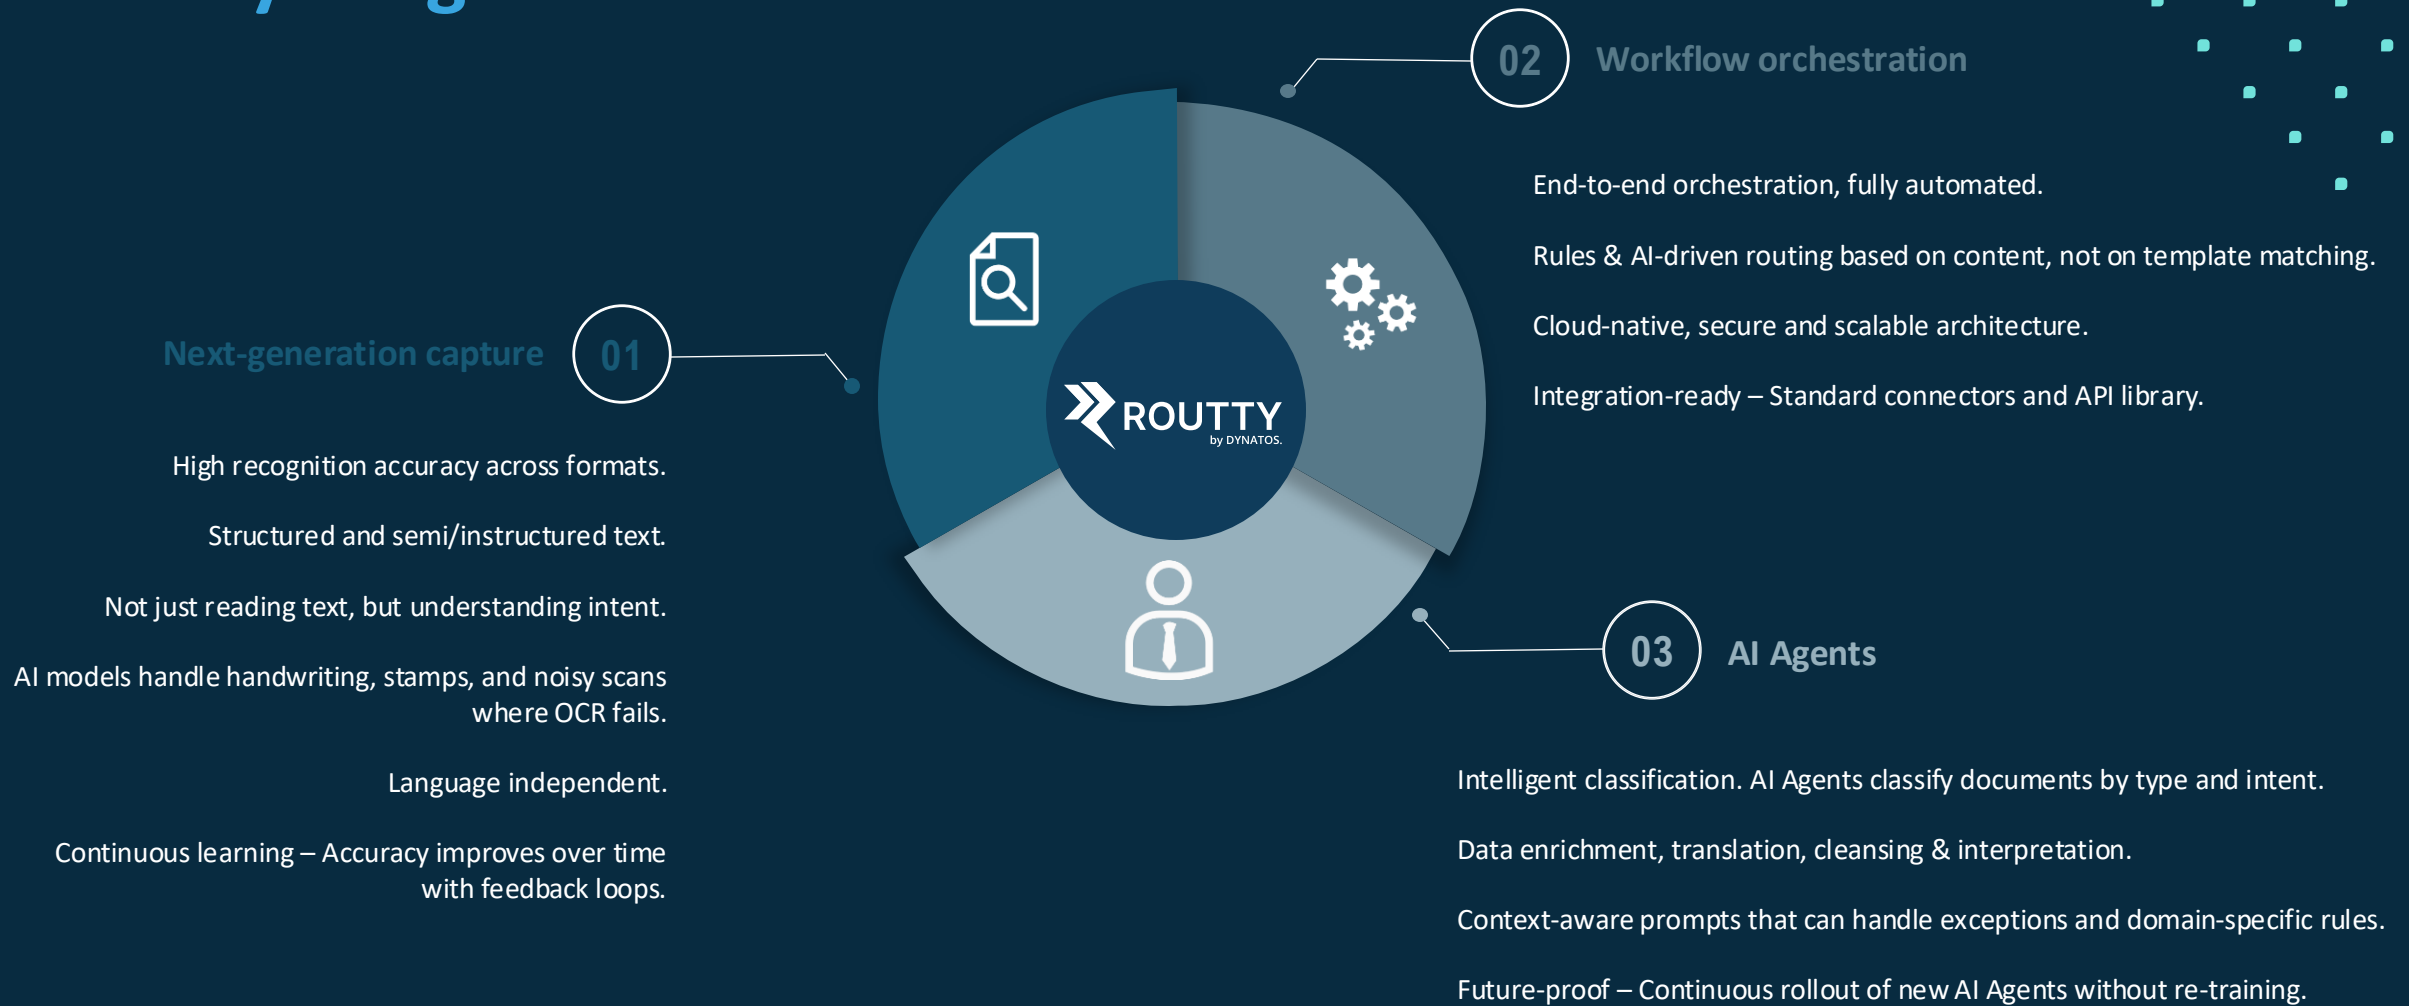 01
Next-generation capture
High recognition accuracy across formats.
Structured and semi/instructured text.
Not just reading text, but understanding intent.
AI models handle handwriting, stamps, and noisy scans
where OCR fails.
Language independent.
Continuous learning – Accuracy improves over time
with feedback loops.
ROUTTY
by DYNATOS.
02
Workflow orchestration
End-to-end orchestration, fully automated.
Rules & AI-driven routing based on content, not on template matching.
Cloud-native, secure and scalable architecture.
Integration-ready – Standard connectors and API library.
03
AI Agents
Intelligent classification. AI Agents classify documents by type and intent.
Data enrichment, translation, cleansing & interpretation.
Context-aware prompts that can handle exceptions and domain-specific rules.
Future-proof – Continuous rollout of new AI Agents without re-training.